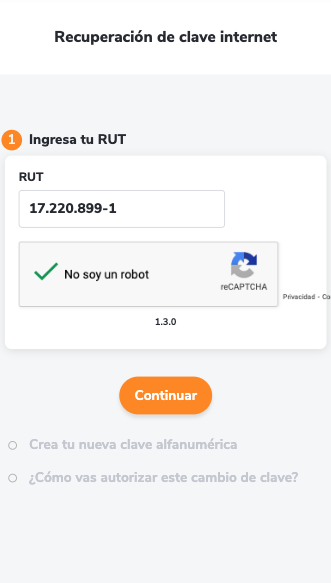 Recuperación de clave internet
1 Ingresa tu RUT
RUT
17.220.899-1
No soy un robot
reCAPTCHA
Privacidad - Co
1.3.0
Continuar
Crea tu nueva clave alfanumérica
¿Cómo vas autorizar este cambio de clave?